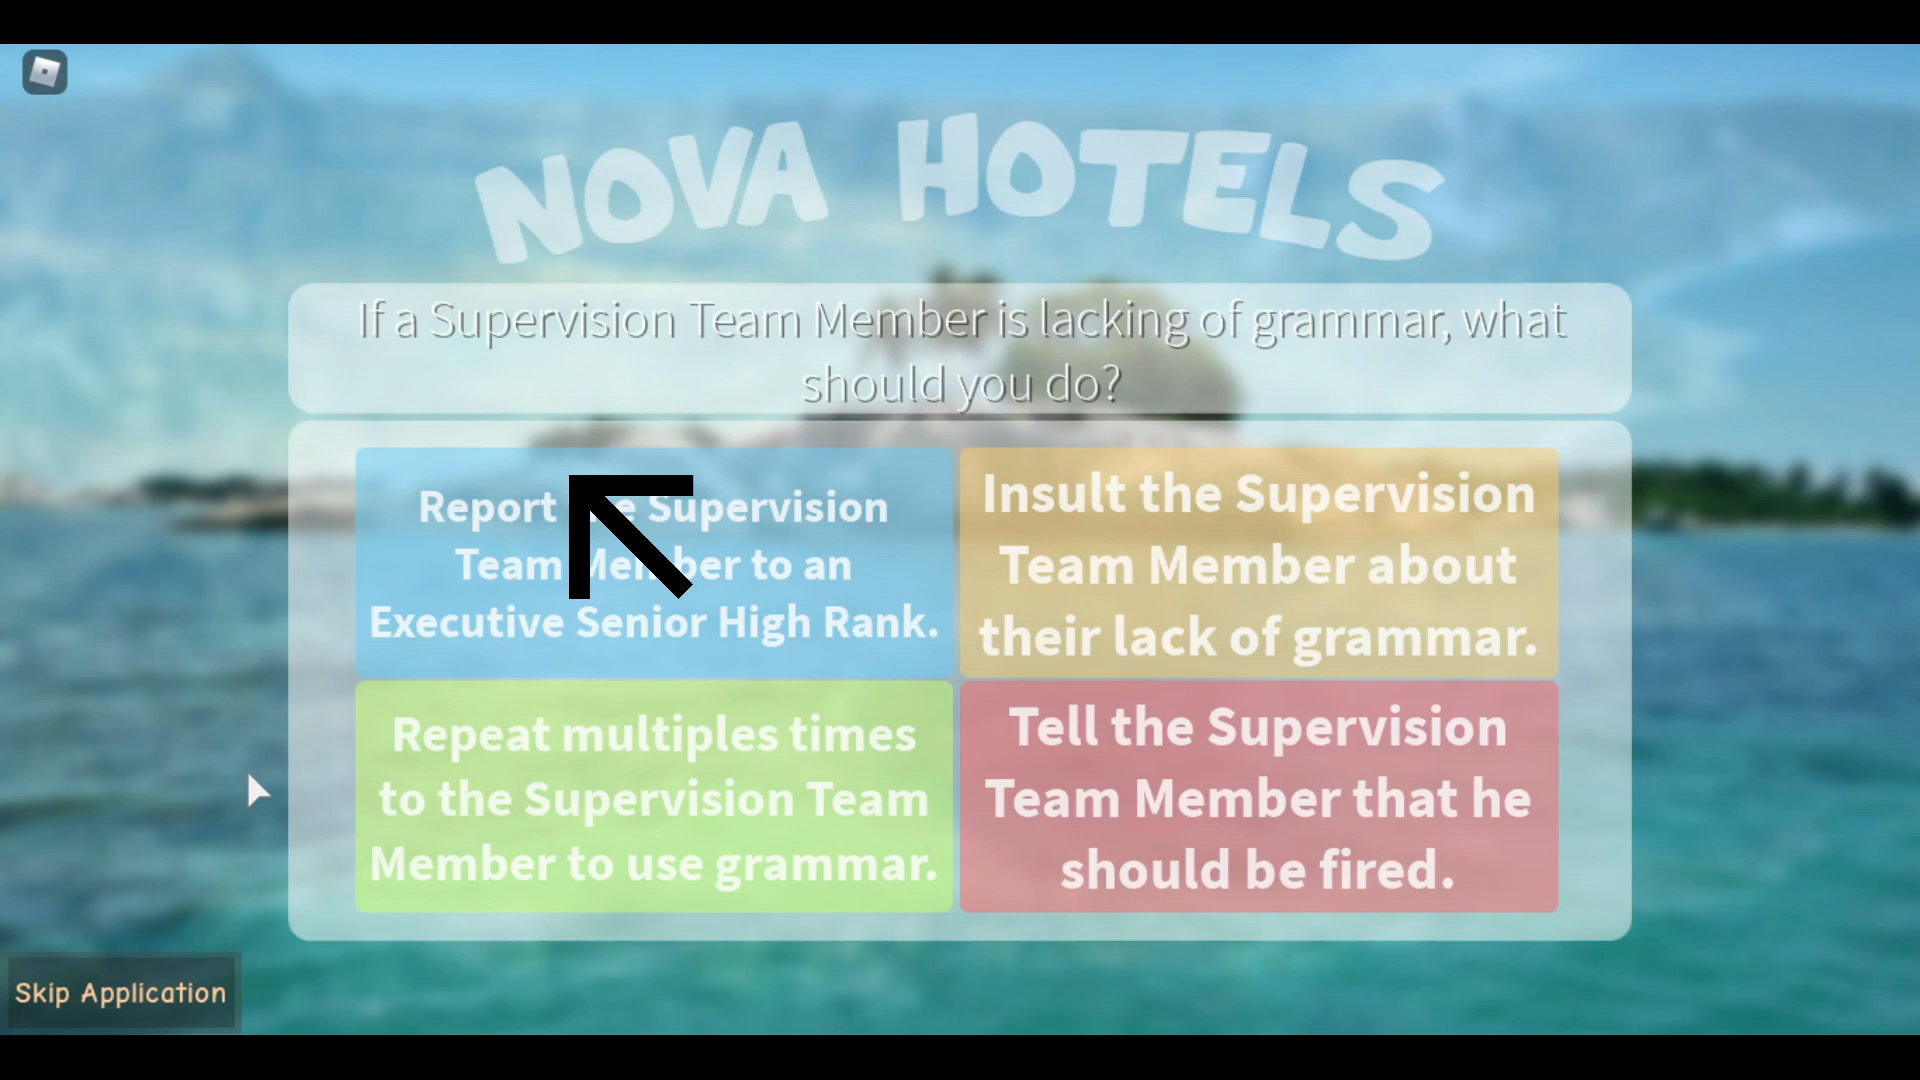 NOVA HOTELS
If a Supervision Team Member is lacking of grammar, what
should you do?
Report the Supervision
Team Member to an
Executive Senior High Rank.
Insult the Supervision
Team Member about
their lack of grammar.
Repeat multiples times
to the Supervision Team
Member to use grammar.
Tell the Supervision
Team Member that he
should be fired.
Skip Application